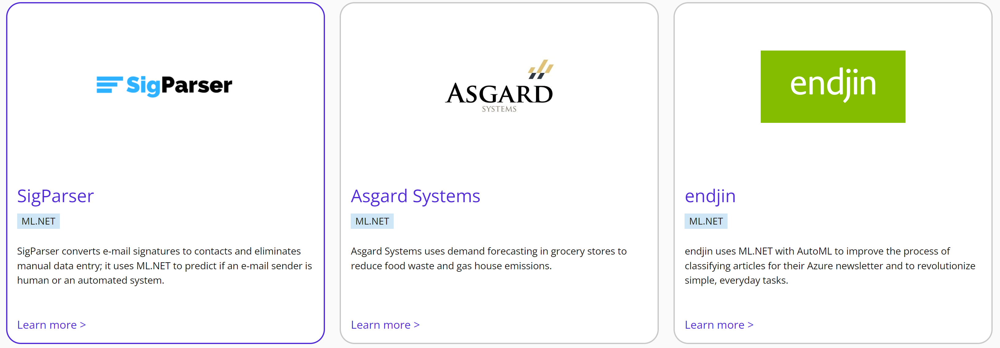 SigParser
SigParser
ML.NET
SigParser converts e-mail signatures to contacts and eliminates
manual data entry; it uses ML.NET to predict if an e-mail sender is
human or an automated system.
Learn more >
ASGARD
SYSTEMS
Asgard Systems
ML.NET
Asgard Systems uses demand forecasting in grocery stores to
reduce food waste and gas house emissions.
Learn more >
endjin
endjin
ML.NET
endjin uses ML.NET with AutoML to improve the process of
classifying articles for their Azure newsletter and to revolutionize
simple, everyday tasks.
Learn more >